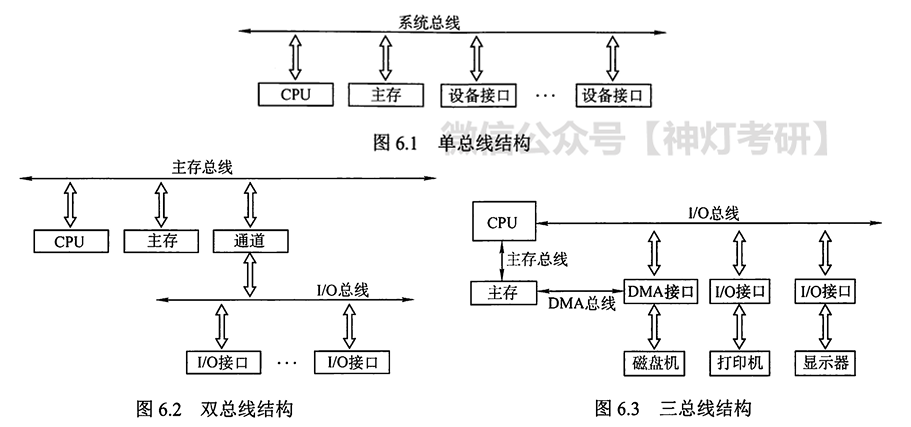 系统总线
CPU 主存 设备接口 … 设备接口
图 6.1 单总线结构
微信公众号【神灯考研】
主存总线
CPU 主存 通道
I/O总线
I/O接口 … I/O接口
图 6.2 双总线结构
CPU
I/O总线
主存总线
主存
DMA总线
DMA接口 I/O接口 I/O接口
磁盘机 打印机 显示器
图 6.3 三总线结构